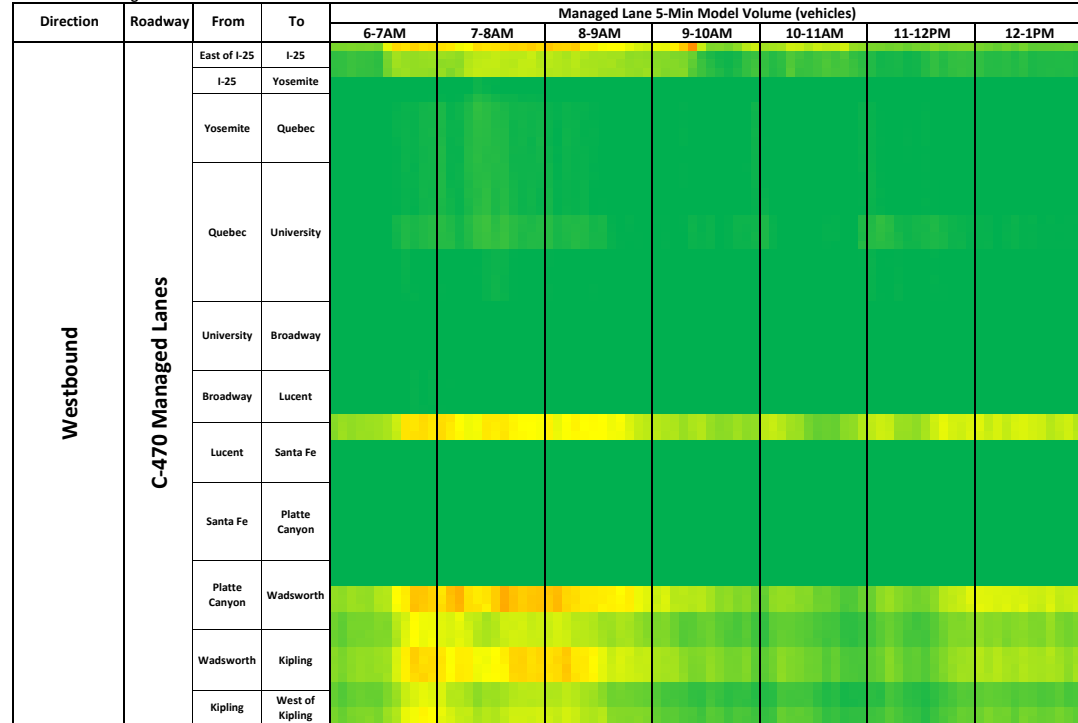 Direction Roadway From To Managed Lane 5-Min Model Volume (vehicles)
6-7AM 7-8AM 8-9AM 9-10AM 10-11AM 11-12PM 12-1PM
Westbound
C-470 Managed Lanes
East of I-25 I-25
I-25 Yosemite
Yosemite Quebec
Quebec University
University Broadway
Broadway Lucent
Lucent Santa Fe
Santa Fe Platte
Canyon
Platte
Canyon Wadsworth
Wadsworth Kipling
Kipling West of
Kipling